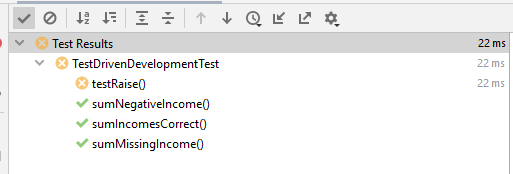 Test Results 22 ms
TestDrivenDevelopmentTest 22 ms
testRaise() 22 ms
sumNegativeIncome()
sumIncomesCorrect()
sumMissingIncome()